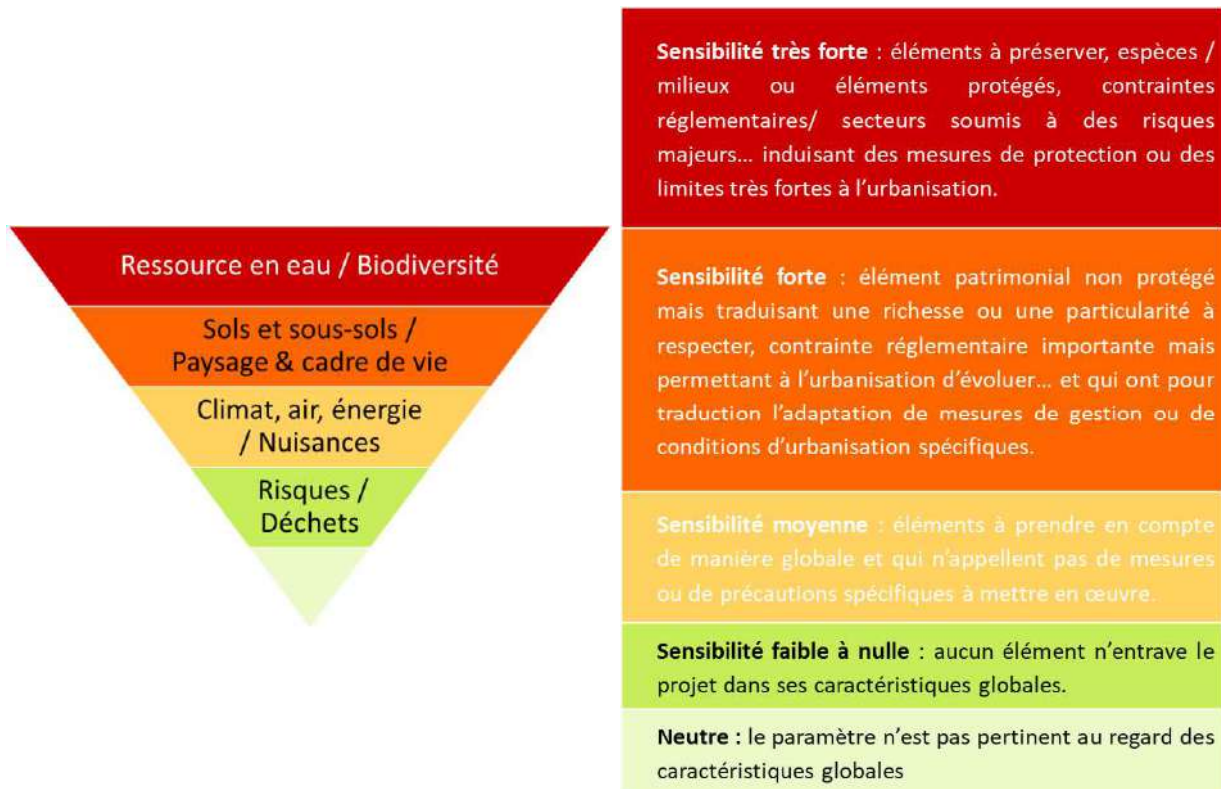 Ressource en eau / Biodiversité
Sols et sous-sols /
Paysage & cadre de vie
Climat, air, énergie
/ Nuisances
Risques /
Déchets
Sensibilité très forte : éléments à préserver, espèces /
milieux ou éléments protégés, contraintes
réglementaires/ secteurs soumis à des risques
majeurs... induisant des mesures de protection ou des
limites très fortes à l’urbanisation.
Sensibilité forte : élément patrimonial non protégé
mais traduisant une richesse ou une particularité à
respecter, contrainte réglementaire importante mais
permettant à l’urbanisation d’évoluer... et qui ont pour
traduction l’adaptation de mesures de gestion ou de
conditions d’urbanisation spécifiques.
Sensibilité moyenne : éléments à prendre en compte
de manière globale et qui n’appellent pas de mesures
ou de précautions spécifiques à mettre en œuvre.
Sensibilité faible à nulle : aucun élément n’entrave le
projet dans ses caractéristiques globales.
Neutre : le paramètre n’est pas pertinent au regard des
caractéristiques globales